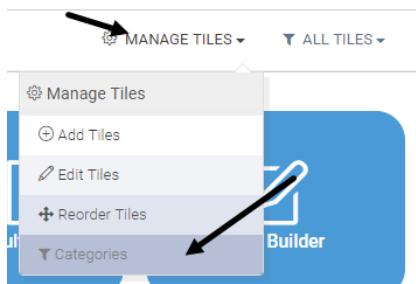 MANAGE TILES ALL TILES
Manage Tiles
Add Tiles
Edit Tiles
Reorder Tiles
Categories
Builder